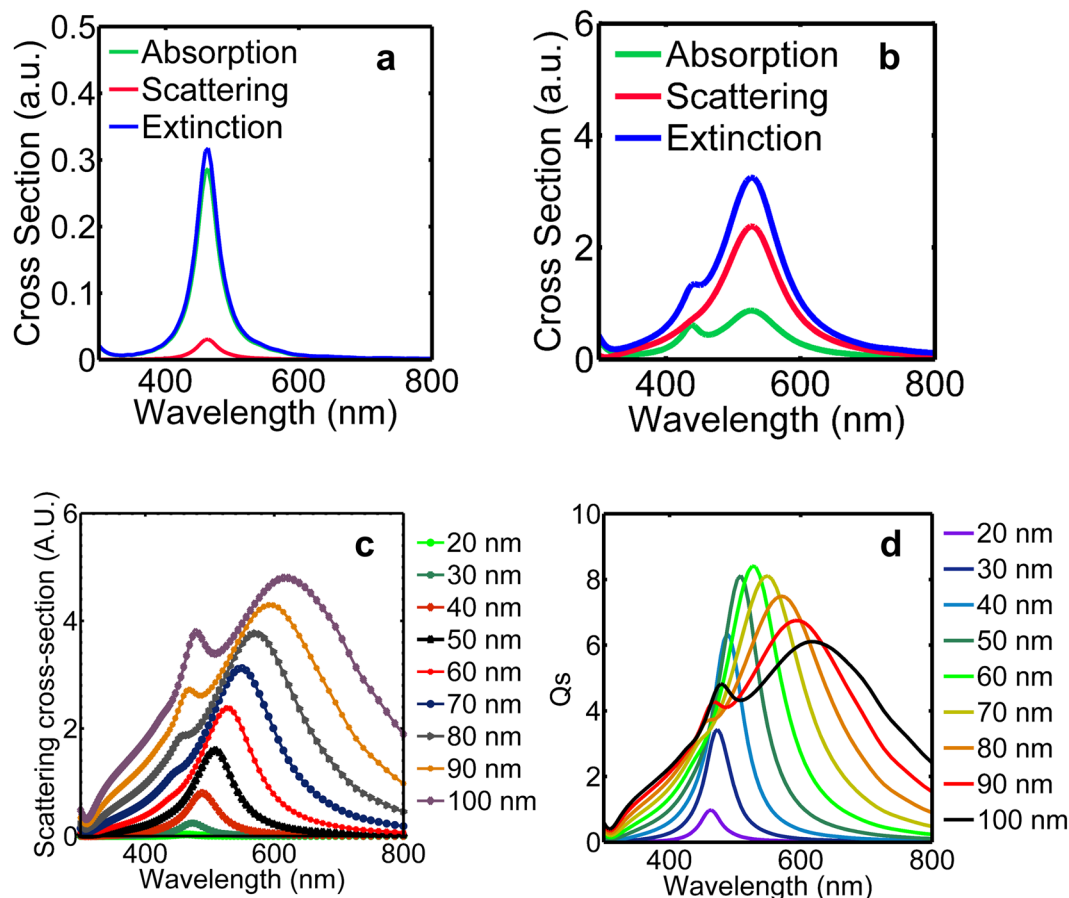 0.5
0.4
0.3
0.2
0.1
0
400
600
800
Cross Section (a.u.)
Wavelength (nm)
Absorption
Scattering
Extinction
a
6
4
2
0
400
600
800
Cross Section (a.u.)
Wavelength (nm)
Absorption
Scattering
Extinction
b
6
4
2
0
400
600
800
Scattering cross-section (A.U.)
Wavelength (nm)
c
20 nm
30 nm
40 nm
50 nm
60 nm
70 nm
80 nm
90 nm
100 nm
10
8
6
4
2
0
400
500
600
800
Qs
Wavelength (nm)
d
20 nm
30 nm
40 nm
50 nm
60 nm
70 nm
80 nm
90 nm
100 nm